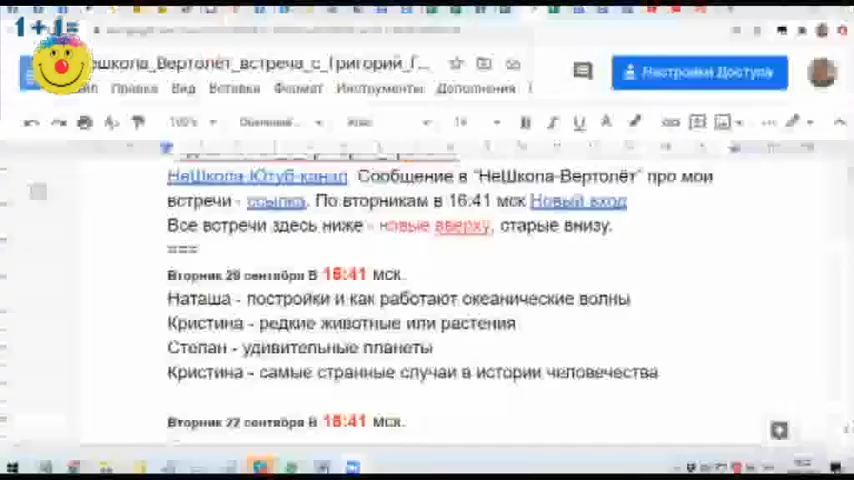 1+1=
ешкола_Вертолёт_встреча_с_Григорий_Г...
Настройки Доступа
Правка Вид Вставка Формат Инструменты Дополнения
100%
НеШкола Ютуб-канал Сообщение в "НеШкола-Вертолёт" про мои
встречи - ссылка. По вторникам в 16:41 мск Новый вход
Все встречи здесь ниже - новые вверху, старые внизу.
===
Вторник 29 сентября в 16:41 мск.
Наташа - постройки и как работают океанические волны
Кристина - редкие животные или растения
Степан - удивительные планеты
Кристина - самые странные случаи в истории человечества
Вторник 22 сентября в 16:41 мск.